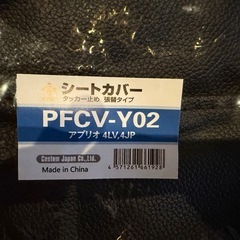 シートカバー
タッカー止め 張替タイプ
PFCV-Y02
アプリオ 4LV,4JP
Custom Japan Co.,Ltd.
Made in China
4 571261 661928